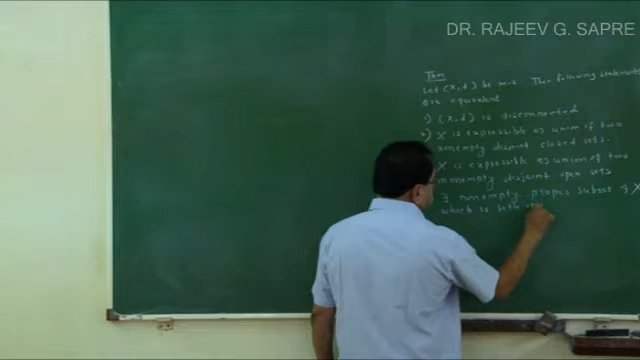 DR. RAJEEV G. SAPRE
Thm
Let (X, d) be m.s. Then following statements
are equivalent
1) (X, d) is disconnected
2) X is expressible as union of two
nonempty disjoint closed sets.
X is expressible as union of two
nonempty disjoint open sets
∃ nonempty proper subset of X
which is both